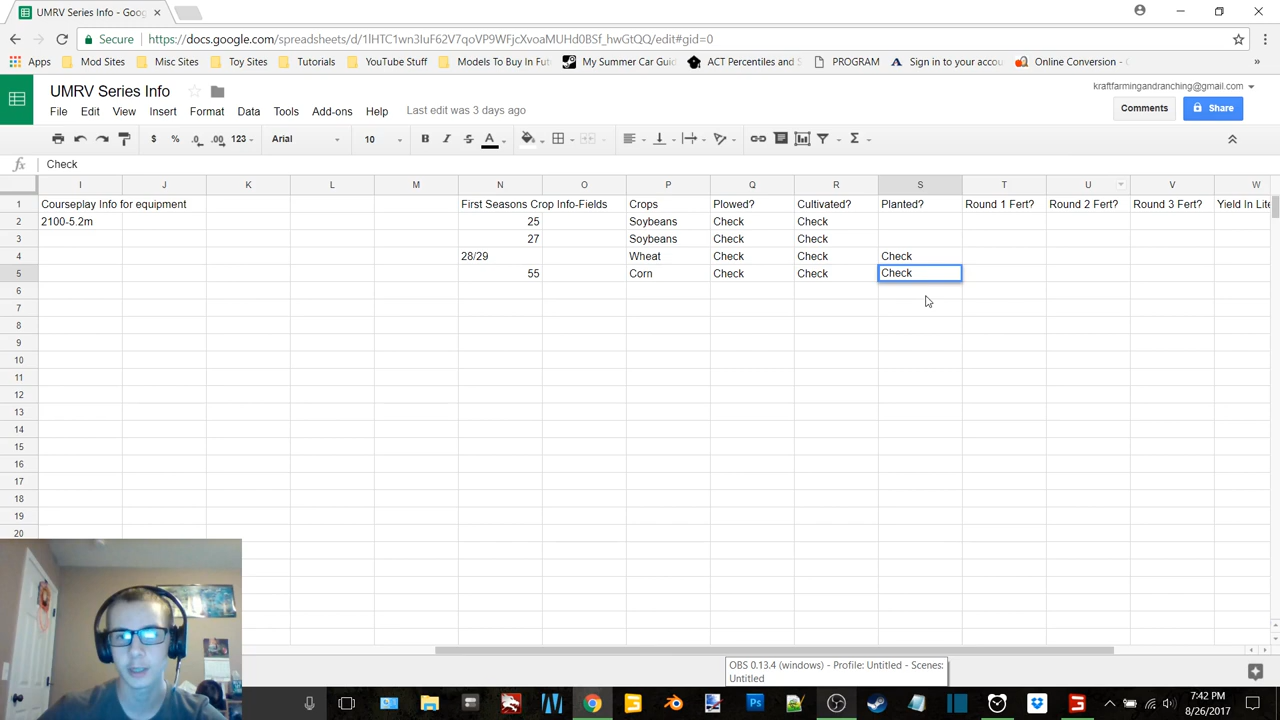 UMRV Series Info - Goog
Secure https://docs.google.com/spreadsheets/d/1lHTC1wn3IuF62V7qoVP9WFjcXvoaMUHd0BSf_hwGtQQ/edit#gid=0
Apps Mod Sites Misc Sites Toy Sites Tutorials YouTube Stuff Models To Buy In Fut My Summer Car Guid ACT Percentiles and S PROGRAM Sign in to your accou Online Conversion -
UMRV Series Info
kraftfarmingandranching@gmail.com
File Edit View Insert Format Data Tools Add-ons Help Last edit was 3 days ago
Comments Share
$ % .0 .00 123 Arial 10 B I A Σ
fx Check
I J K L M N O P Q R S T U V W
1 Courseplay Info for equipment First Seasons Crop Info-Fields Crops Plowed? Cultivated? Planted? Round 1 Fert? Round 2 Fert? Round 3 Fert? Yield In Lite
2 2100-5.2m 25 Soybeans Check Check
3 27 Soybeans Check Check
4 28/29 Wheat Check Check Check
5 55 Corn Check Check Check
6
7
8
9
10
11
12
13
14
15
16
17
18
19
20
OBS 0.13.4 (windows) - Profile: Untitled - Scenes:
Untitled
7:42 PM
8/26/2017